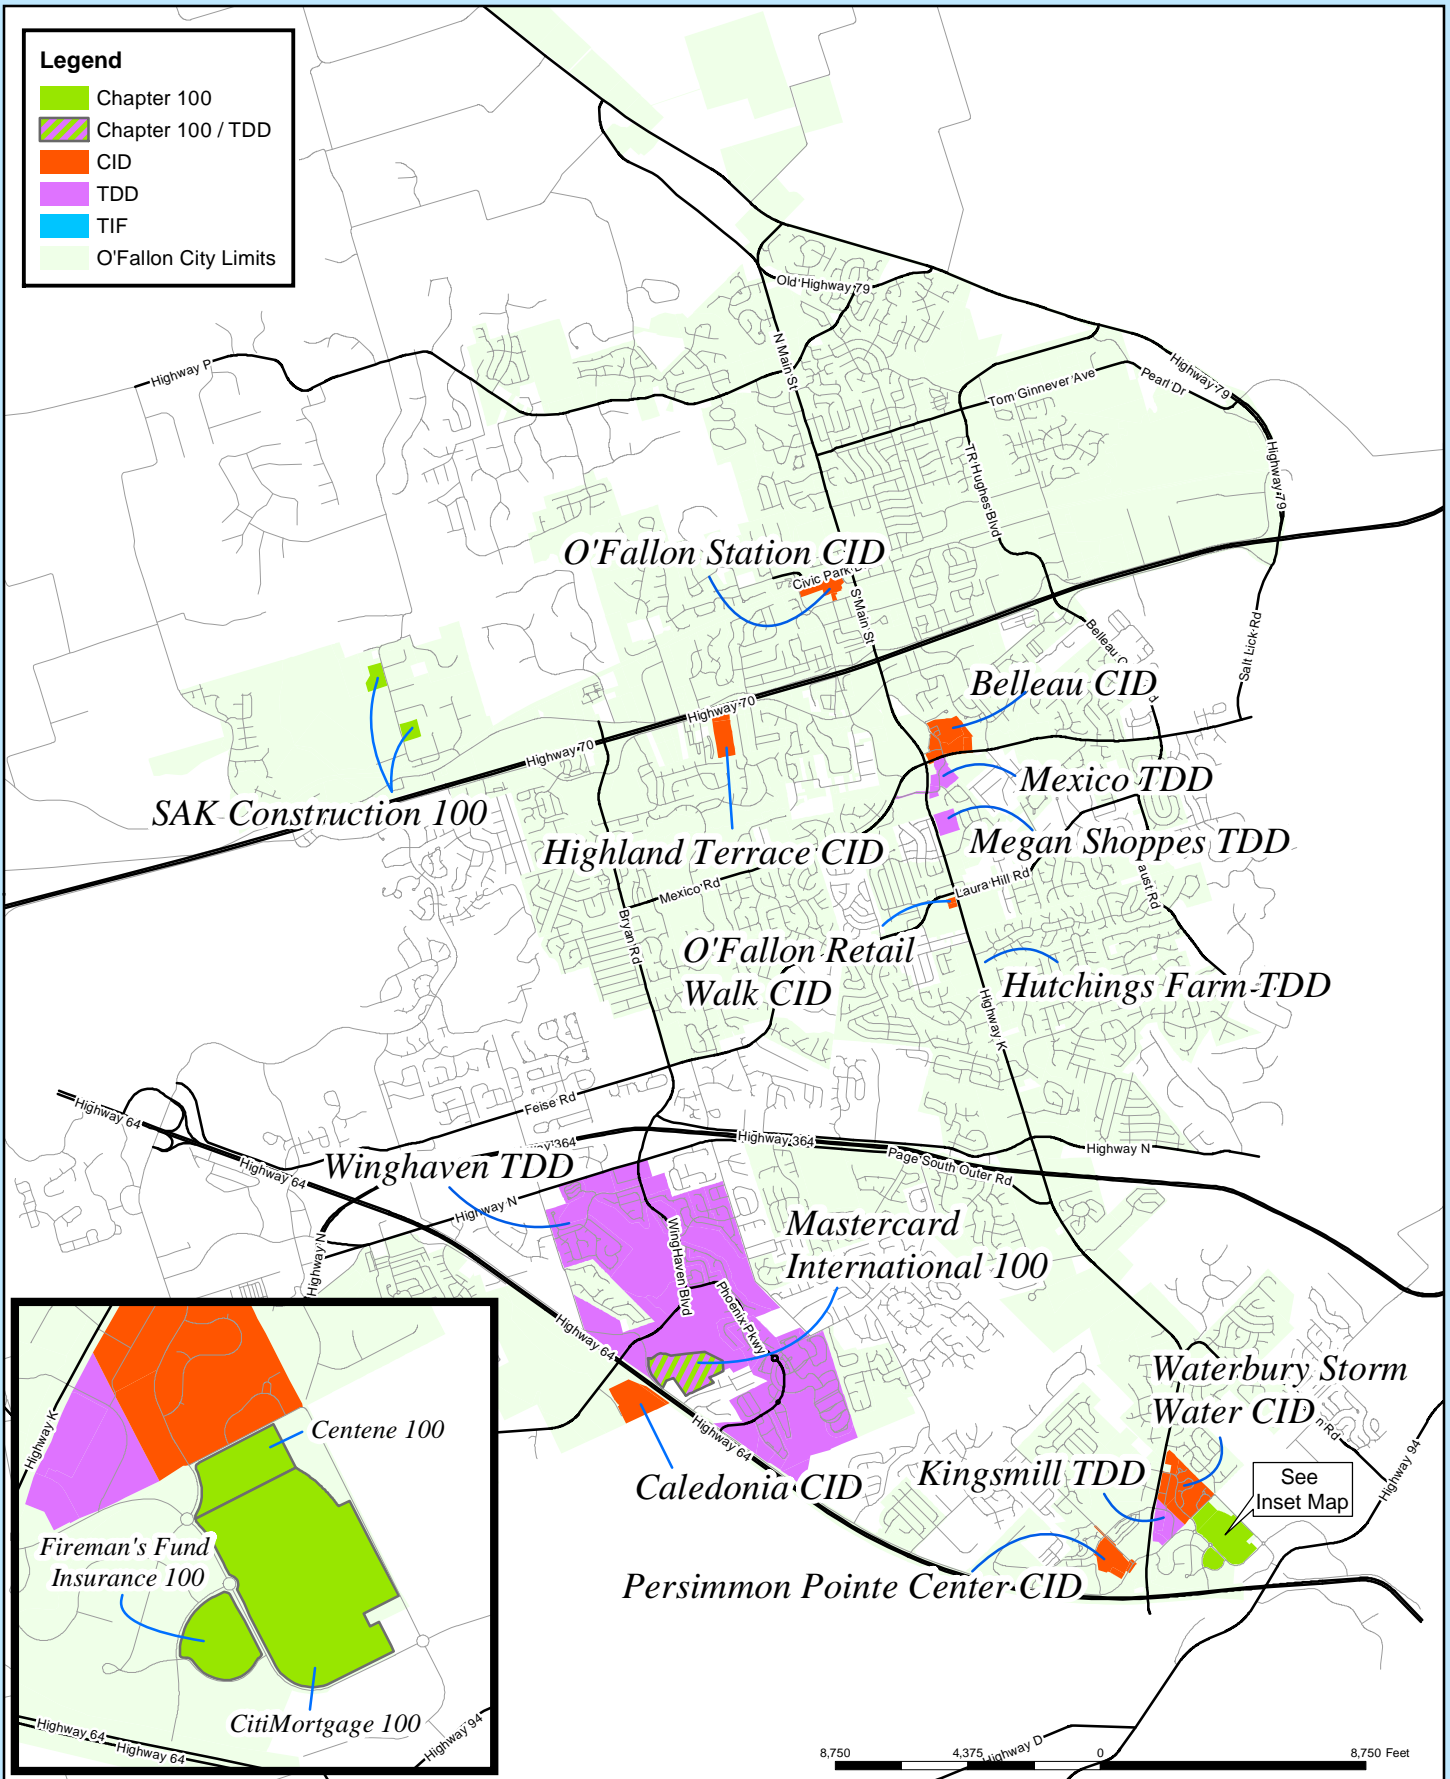 Legend
Chapter 100
Chapter 100 / TDD
CID
TDD
TIF
O'Fallon City Limits
Old Highway 79
N Main St
Highway P
Highway 79
Pearl Dr
Tom Ginnever Ave
TR Hughes Blvd
Highway 79
O'Fallon Station CID
Civic Park
S Main St
Salt Lick Rd
Belleau
Belleau CID
Highway 70
Highway 70
Mexico TDD
SAK Construction 100
Megan Shoppes TDD
Highland Terrace CID
Mexico Rd
Laura Hill Rd
Bryan Rd
O'Fallon Retail
Walk CID
Hutchings Farm TDD
Highway K
Feise Rd
Highway 64
Highway 364
Highway N
Page South Outer Rd
Highway 64
Winghaven TDD
Highway N
Highway N
WingHaven Blvd
Mastercard
International 100
Phoenix Pkwy
Highway 64
Waterbury Storm
Water CID
Highway 64
Kingsmill TDD
Caledonia CID
See
Inset Map
Highway 94
Persimmon Pointe Center CID
Highway K
Centene 100
Fireman's Fund
Insurance 100
CitiMortgage 100
Highway 64
Highway 64
Highway 94
Highway D
8,750
4,375
0
8,750 Feet